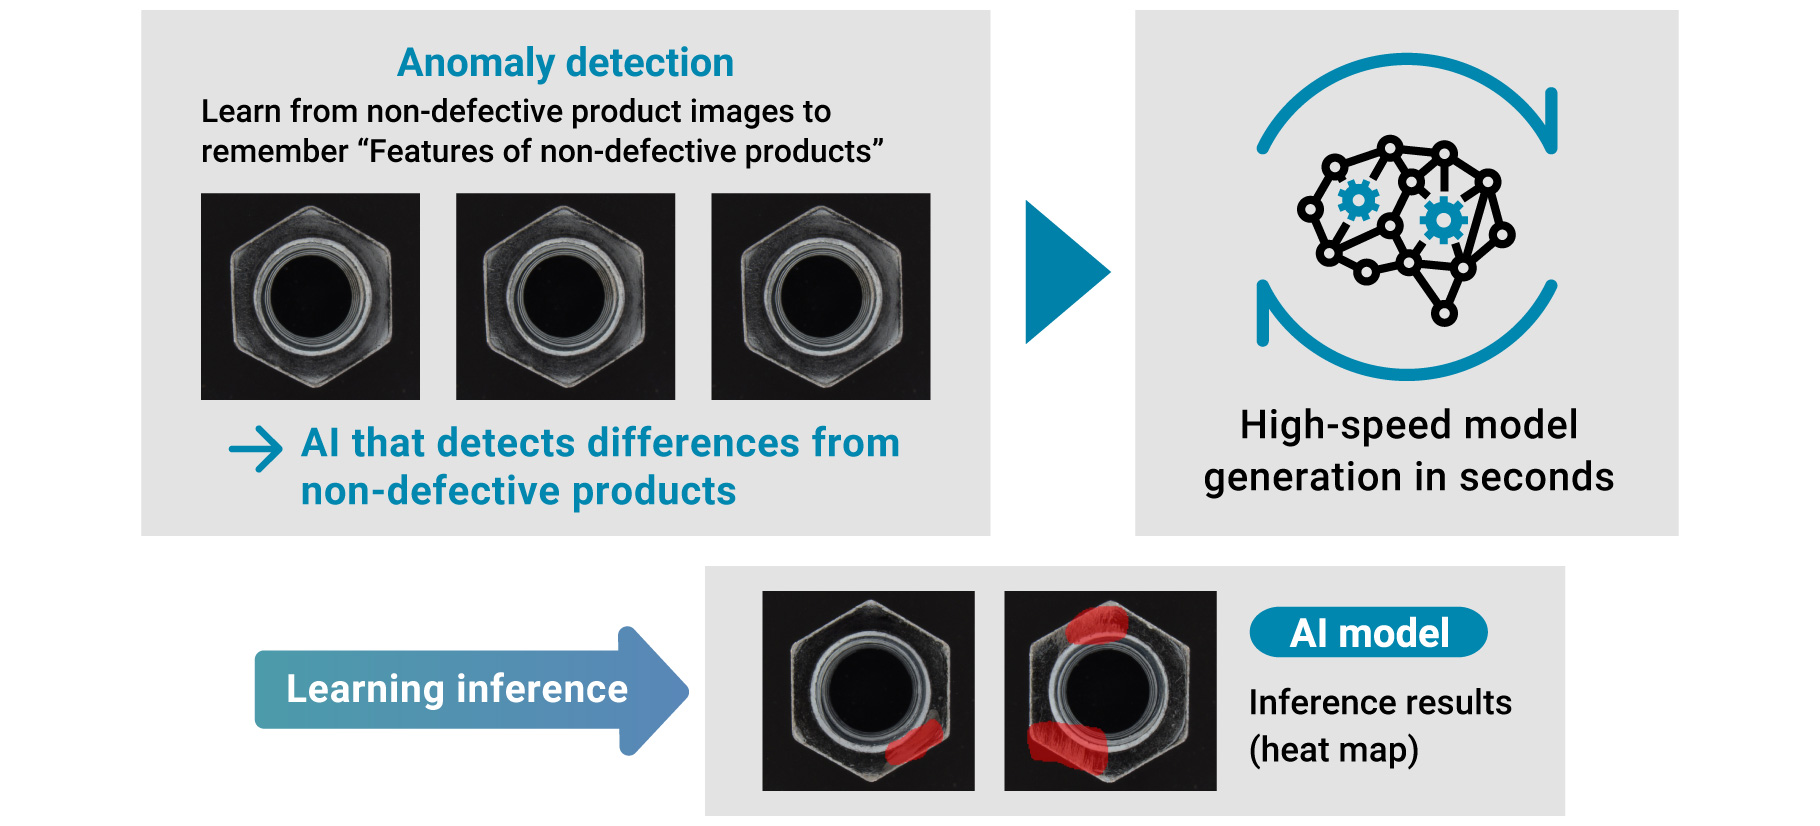 Anomaly detection
Learn from non-defective product images to
remember “Features of non-defective products”
AI that detects differences from
non-defective products
High-speed model
generation in seconds
Learning inference
AI model
Inference results
(heat map)